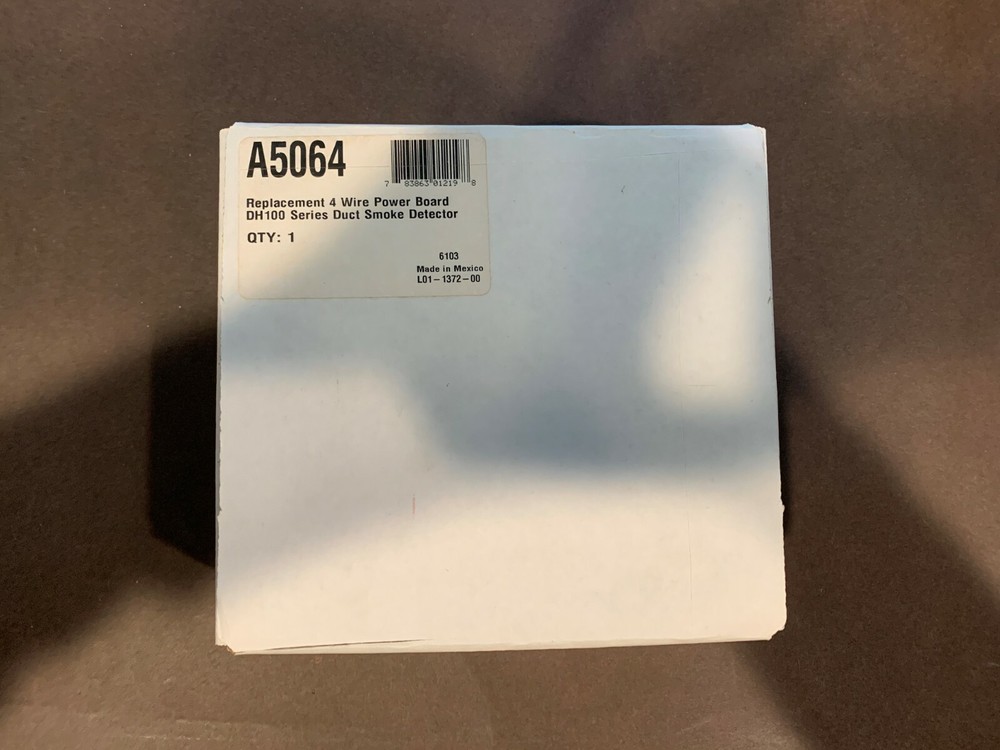 A5064
7 83863 01219 8
Replacement 4 Wire Power Board
DH100 Series Duct Smoke Detector
QTY: 1
6103
Made in Mexico
L01-1372-00